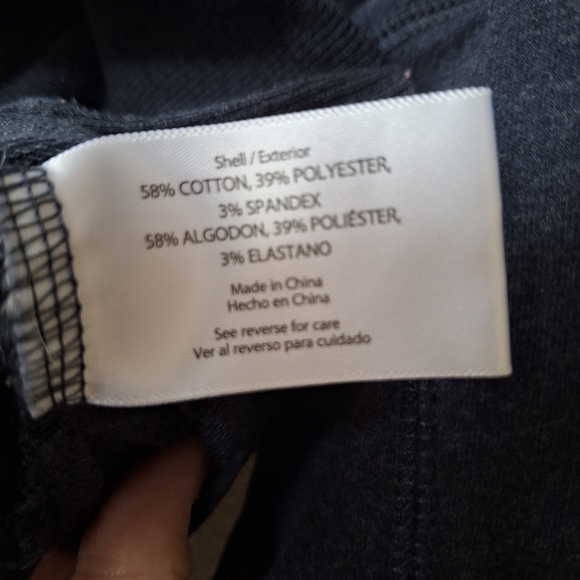 Shell / Exterior
58% COTTON, 39% POLYESTER,
3% SPANDEX
58% ALGODON, 39% POLIÉSTER,
3% ELASTANO
Made in China
Hecho en China
See reverse for care
Ver al reverso para cuidado